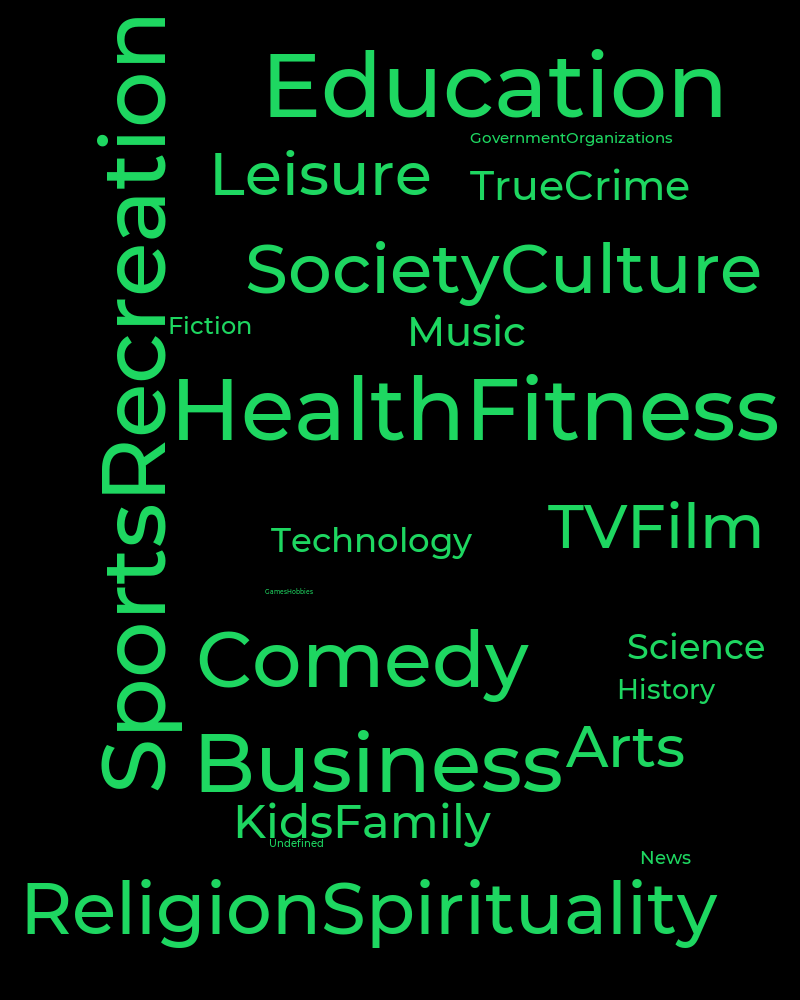 SportsRecreation
Education
GovernmentOrganizations
Leisure
TrueCrime
SocietyCulture
Fiction
Music
HealthFitness
TVFilm
Technology
GamesHobbies
Comedy
Science
History
Arts
Business
KidsFamily
Undefined
News
ReligionSpirituality